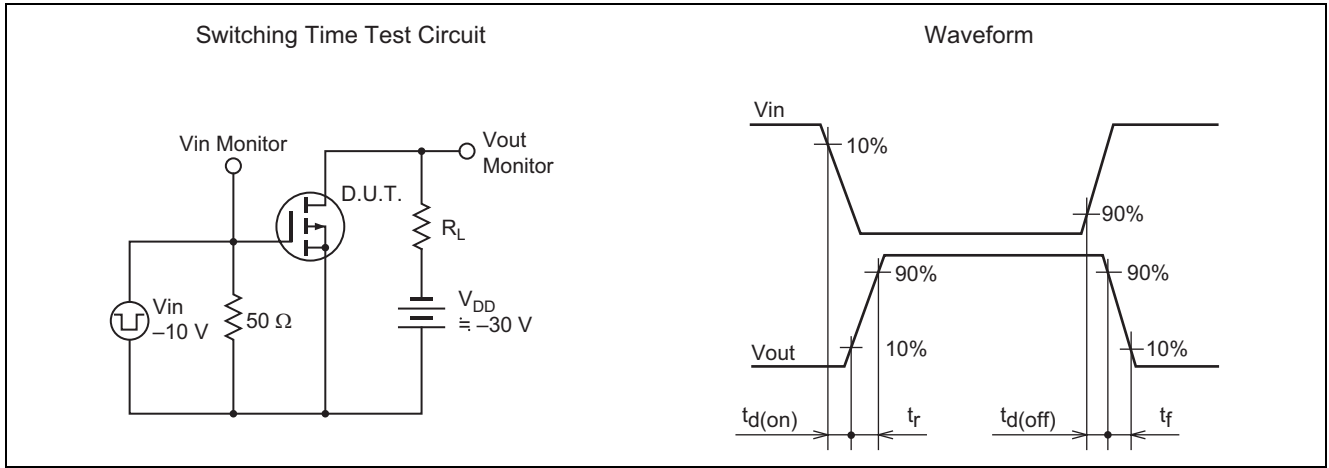 Switching Time Test Circuit
Vin Monitor
Vout
Monitor
D.U.T.
RL
Vin
–10 V
50 Ω
VDD
≒ –30 V
Waveform
Vin
10%
90%
90%
90%
Vout
10%
10%
td(on)
tr
td(off)
tf